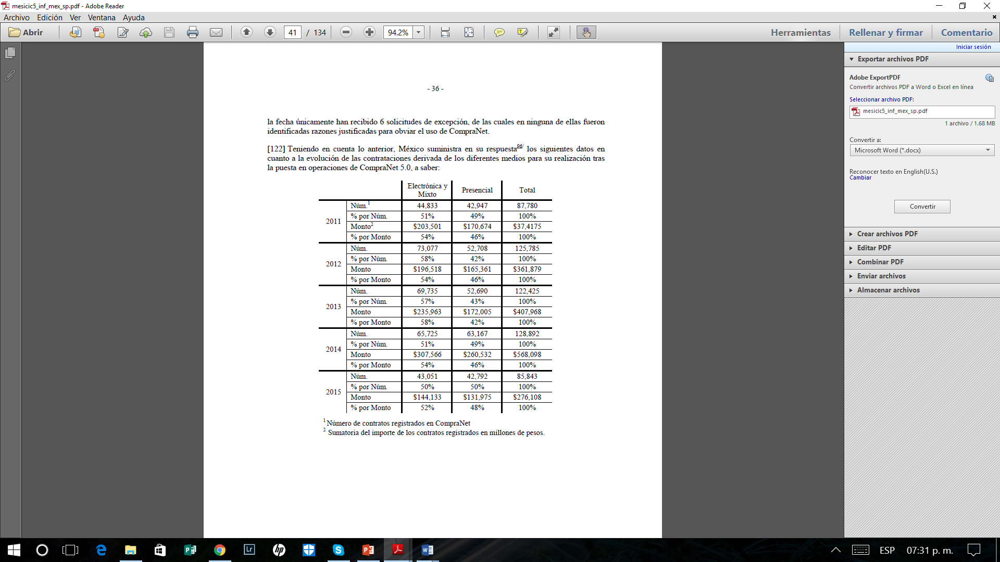 mesicic5_inf_mex_sp.pdf - Adobe Reader
Archivo Edición Ver Ventana Ayuda
Abrir 41 / 134 94.2% Herramientas Rellenar y firmar Comentario
Iniciar sesión
Exportar archivos PDF
Adobe ExportPDF
Convertir archivos PDF a Word o Excel en línea
Seleccionar archivo PDF:
mesicic5_inf_mex_sp.pdf
1 archivo / 1.68 MB
Convertir a:
Microsoft Word (*.docx)
Reconocer texto en English(U.S.)
Cambiar
Convertir
Crear archivos PDF
Editar PDF
Combinar PDF
Enviar archivos
Almacenar archivos
- 36 -
la fecha únicamente han recibido 6 solicitudes de excepción, de las cuales en ninguna de ellas fueron
identificadas razones justificadas para obviar el uso de CompraNet.
[122] Teniendo en cuenta lo anterior, México suministra en su respuesta96/ los siguientes datos en
cuanto a la evolución de las contrataciones derivada de los diferentes medios para su realización tras
la puesta en operaciones de CompraNet 5.0, a saber:
Electrónica y Mixto Presencial Total
2011
Núm.1 44,833 42,947 87,780
% por Núm. 51% 49% 100%
Monto2 $203,501 $170,674 $37,4175
% por Monto 54% 46% 100%
2012
Núm. 73,077 52,708 125,785
% por Núm. 58% 42% 100%
Monto $196,518 $165,361 $361,879
% por Monto 54% 46% 100%
2013
Núm. 69,735 52,690 122,425
% por Núm. 57% 43% 100%
Monto $235,963 $172,005 $407,968
% por Monto 58% 42% 100%
2014
Núm. 65,725 63,167 128,892
% por Núm. 51% 49% 100%
Monto $307,566 $260,532 $568,098
% por Monto 54% 46% 100%
2015
Núm. 43,051 42,792 85,843
% por Núm. 50% 50% 100%
Monto $144,133 $131,975 $276,108
% por Monto 52% 48% 100%
1 Número de contratos registrados en CompraNet
2 Sumatoria del importe de los contratos registrados en millones de pesos.
Lr hp
ESP 07:31 p. m.